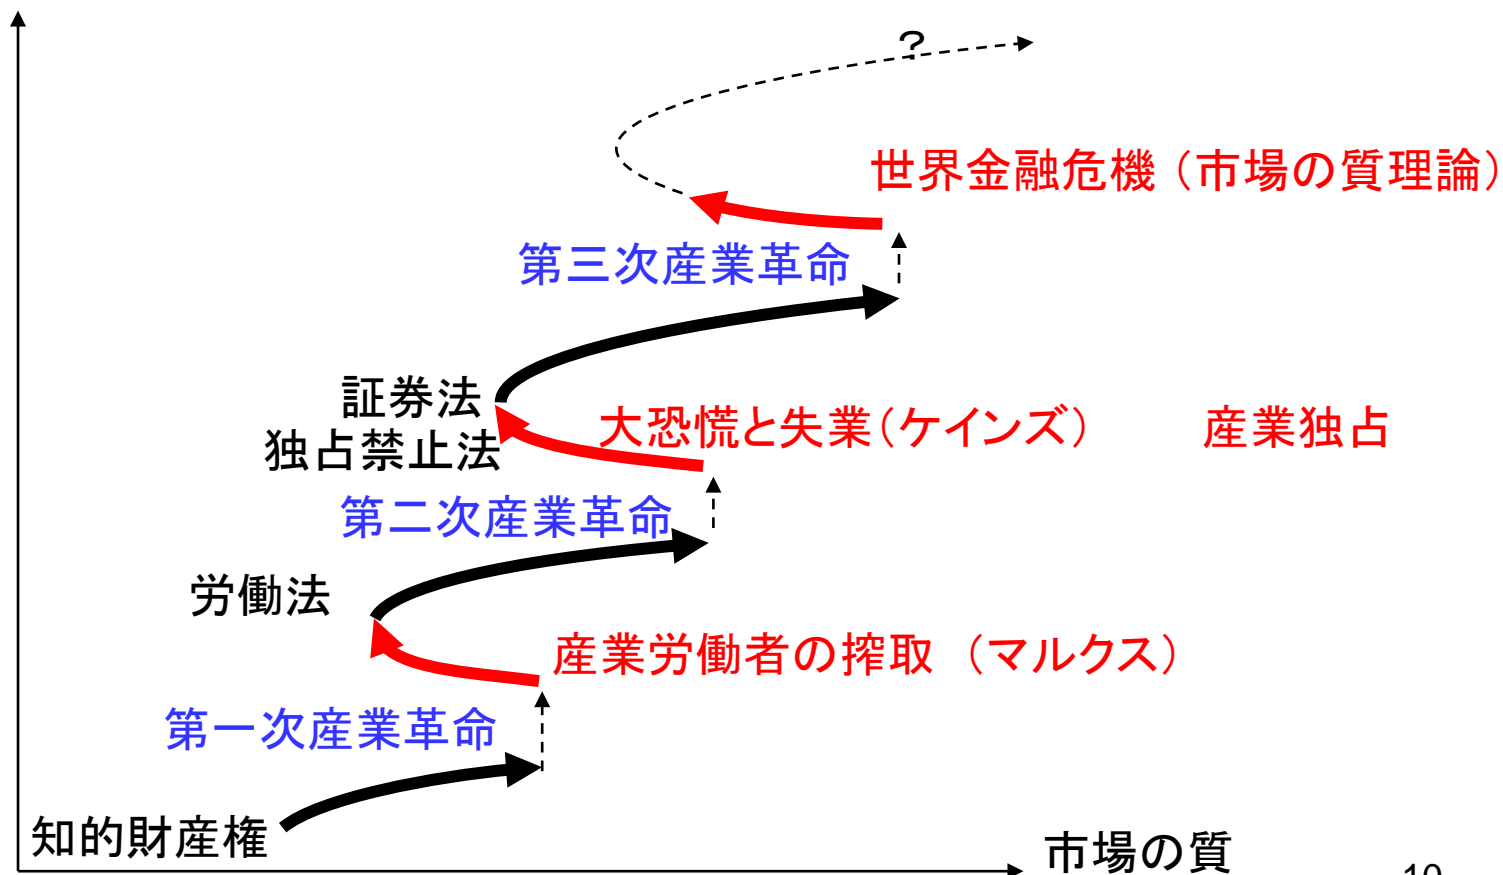 ?
世界金融危機（市場の質理論）
第三次産業革命
証券法
独占禁止法
大恐慌と失業（ケインズ） 産業独占
第二次産業革命
労働法
産業労働者の搾取 （マルクス）
第一次産業革命
知的財産権
市場の質
10